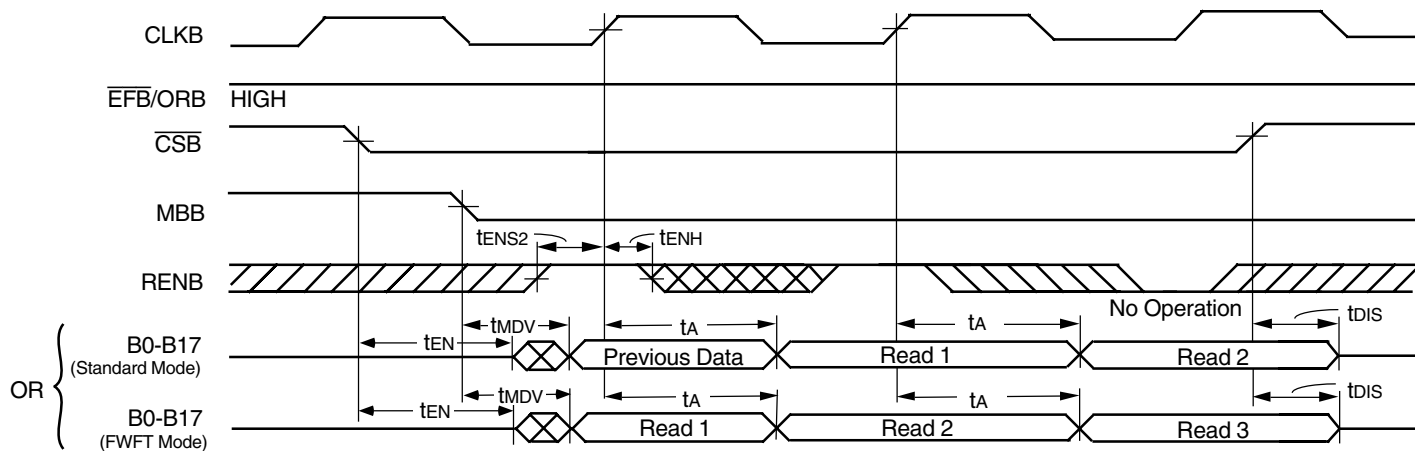 CLKB
EFB/ORB HIGH
CSB
MBB
tENS2 tENH
RENB
No Operation
tMDV tEN tA tA tDIS
B0-B17
(Standard Mode)
Previous Data Read 1 Read 2
OR
tMDV tEN tA tA tDIS
B0-B17
(FWFT Mode)
Read 1 Read 2 Read 3